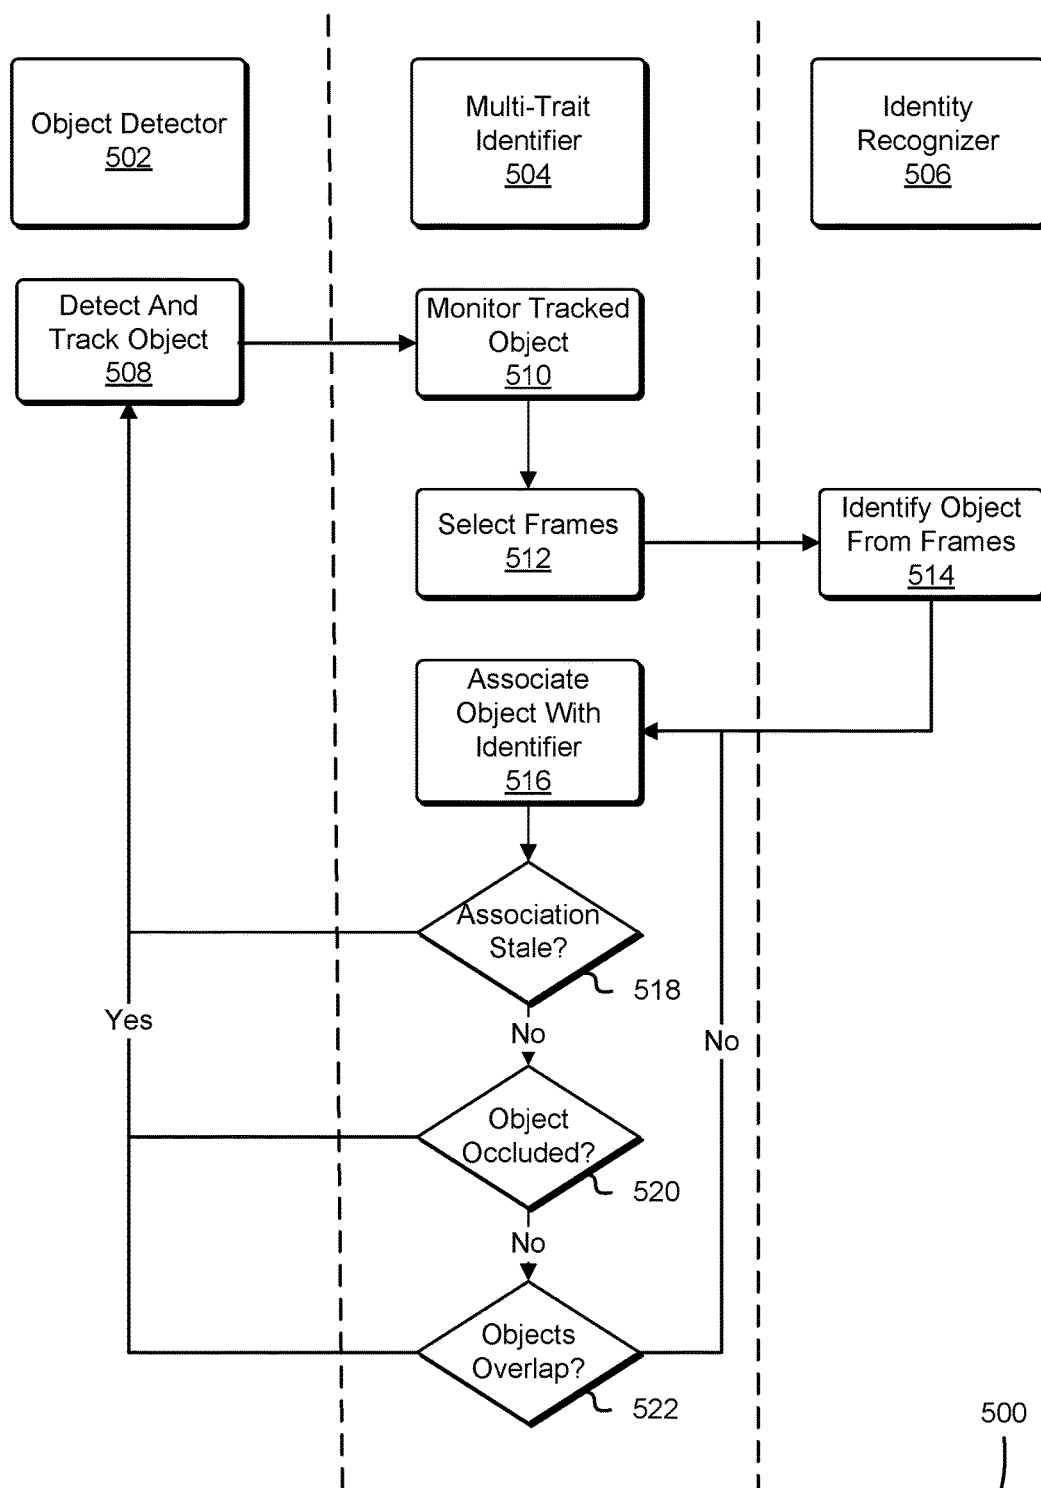 Object Detector
502
Multi-Trait
Identifier
504
Identity
Recognizer
506
Detect And
Track Object
508
Monitor Tracked
Object
510
Select Frames
512
Identify Object
From Frames
514
Associate
Object With
Identifier
516
Association
Stale?
518
Yes
No
No
Object
Occluded?
520
No
Objects
Overlap?
522
500